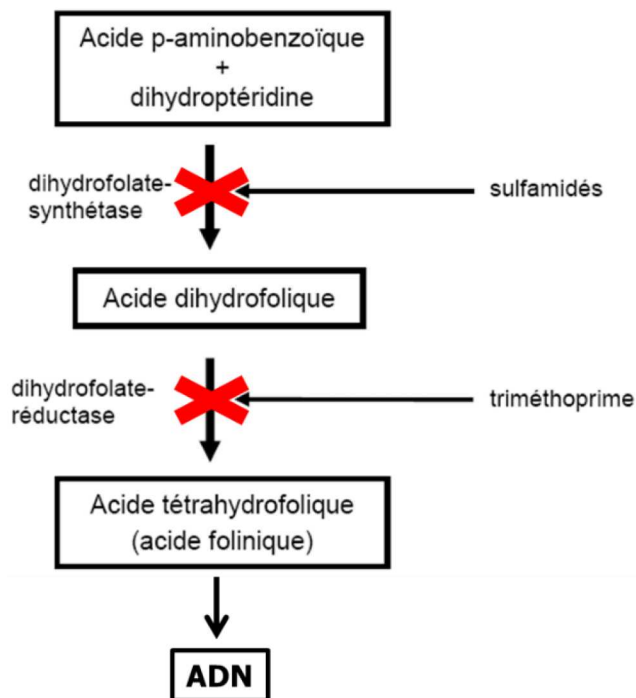 Acide p-aminobenzoïque
+
dihydroptéridine
dihydrofolate-
synthétase
sulfamidés
Acide dihydrofolique
dihydrofolate-
réductase
triméthoprime
Acide tétrahydrofolique
(acide folinique)
ADN